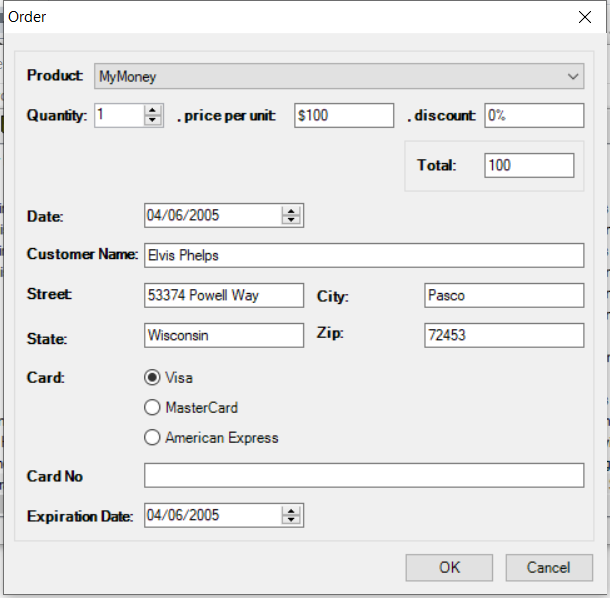 Order
Product: MyMoney
Quantity: 1 , price per unit: $100 , discount: 0%
Total: 100
Date: 04/06/2005
Customer Name: Elvis Phelps
Street: 53374 Powell Way City: Pasco
State: Wisconsin Zip: 72453
Card: Visa
MasterCard
American Express
Card No
Expiration Date: 04/06/2005
OK Cancel